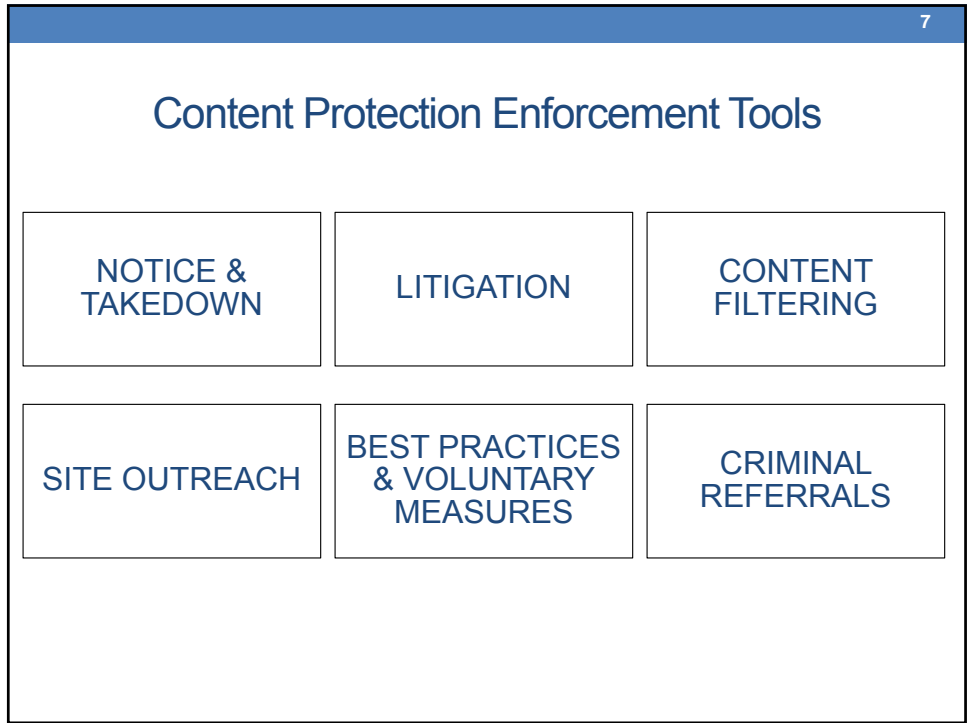 7
Content Protection Enforcement Tools
NOTICE &
TAKEDOWN
LITIGATION
CONTENT
FILTERING
SITE OUTREACH
BEST PRACTICES
& VOLUNTARY
MEASURES
CRIMINAL
REFERRALS